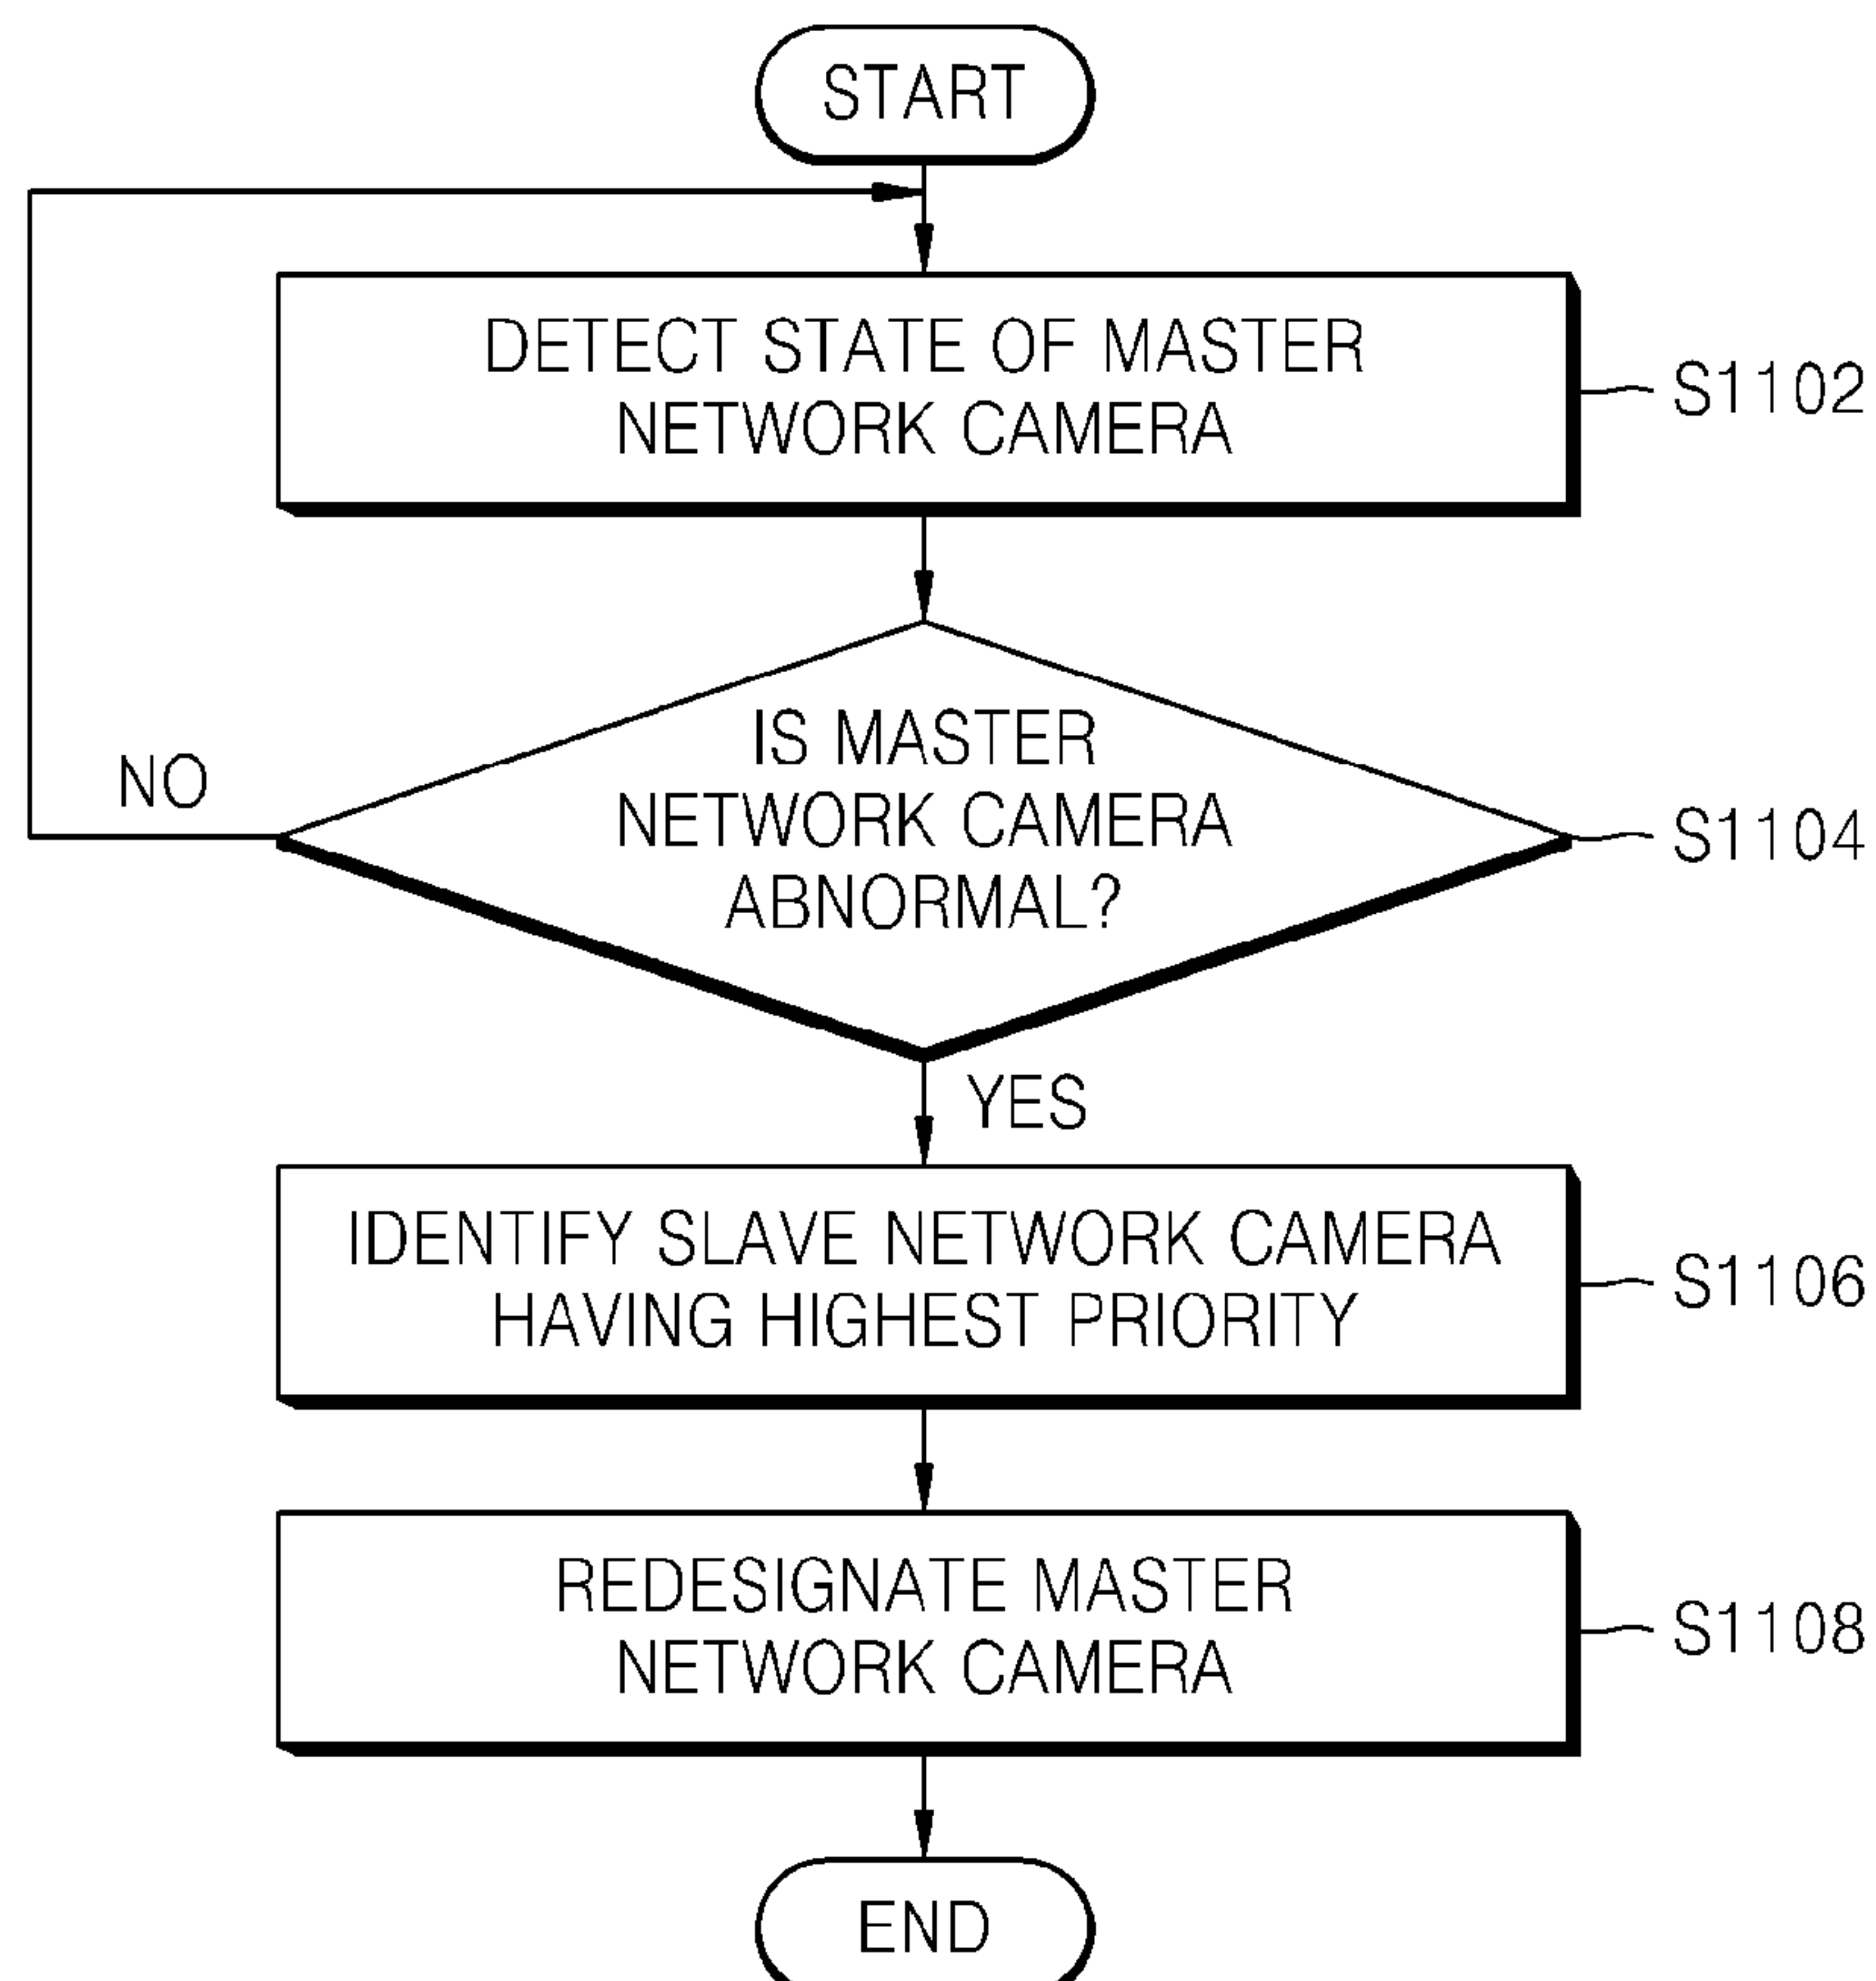 START
DETECT STATE OF MASTER
NETWORK CAMERA
S1102
IS MASTER
NETWORK CAMERA
ABNORMAL?
S1104
NO
YES
IDENTIFY SLAVE NETWORK CAMERA
HAVING HIGHEST PRIORITY
S1106
REDESIGNATE MASTER
NETWORK CAMERA
S1108
END